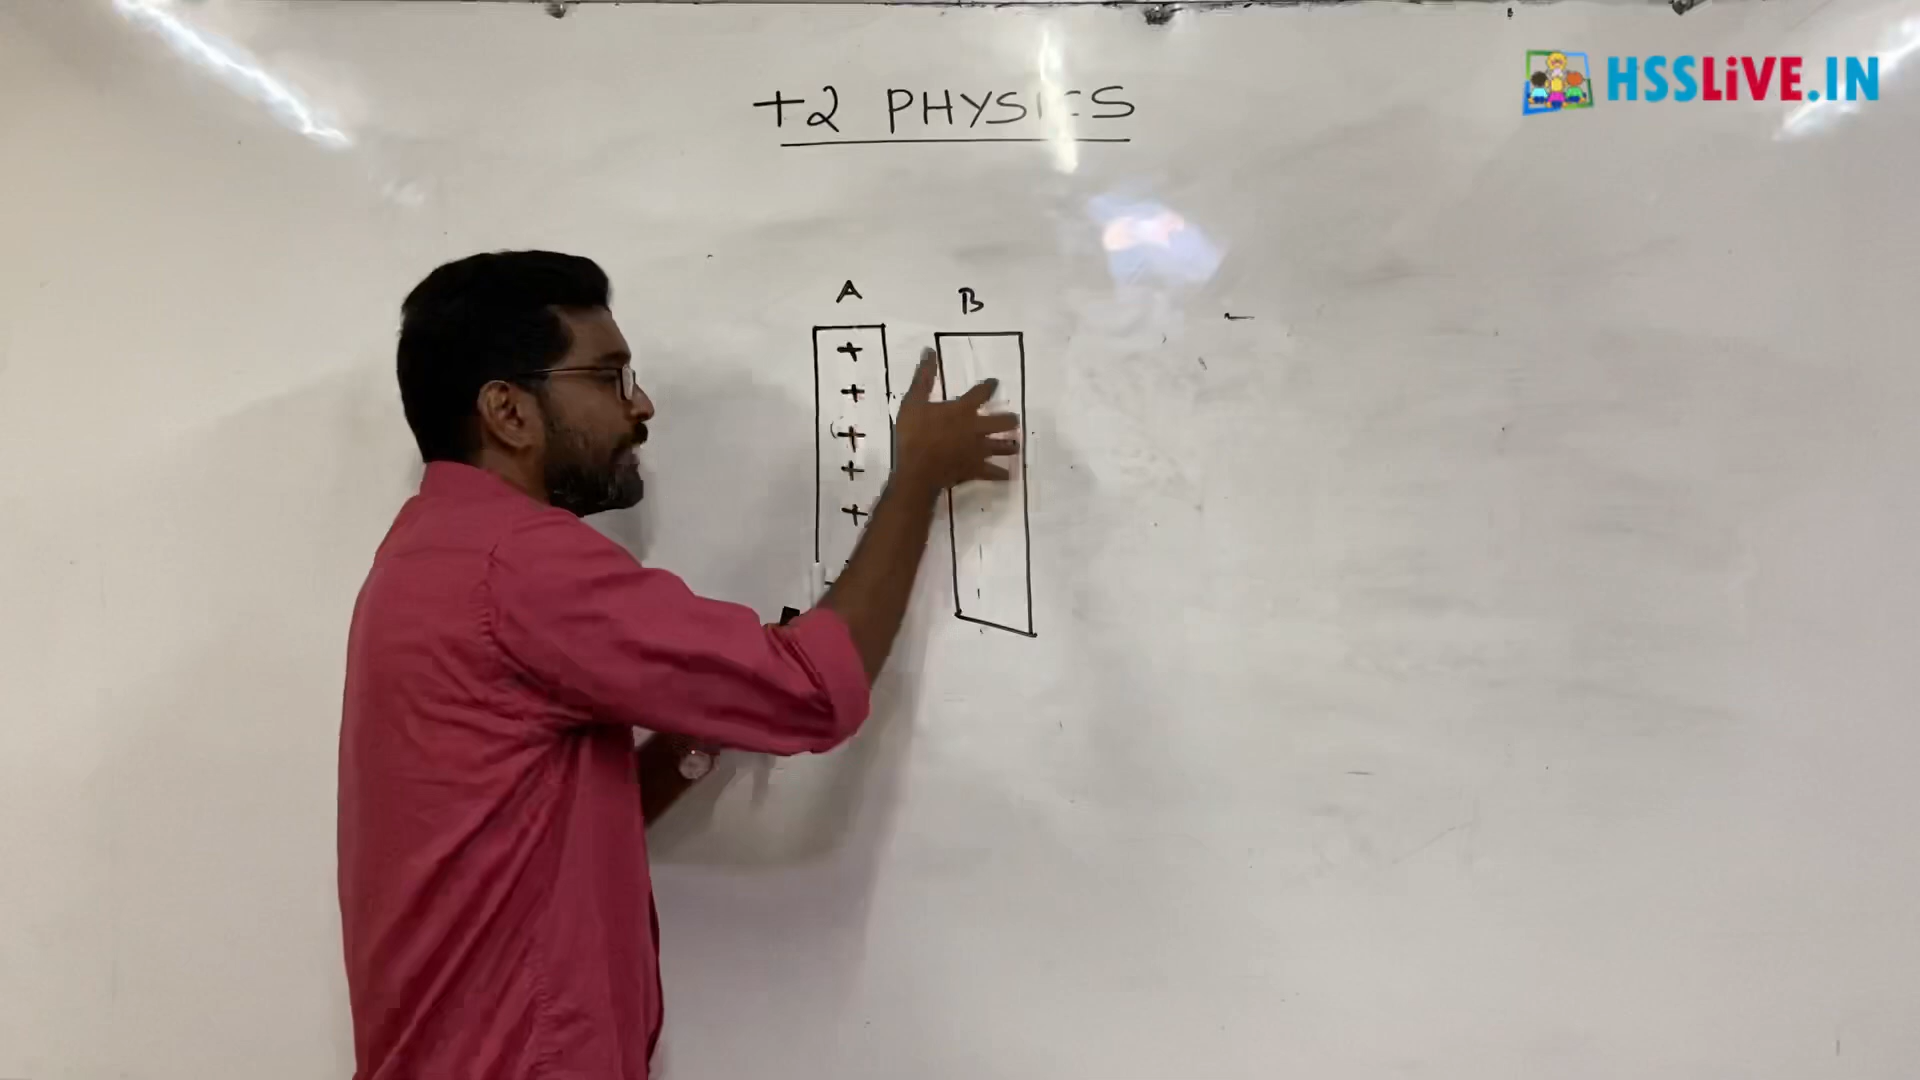 HSSLiVE.IN
+2 PHYSICS
A B
+
+
+
+
+